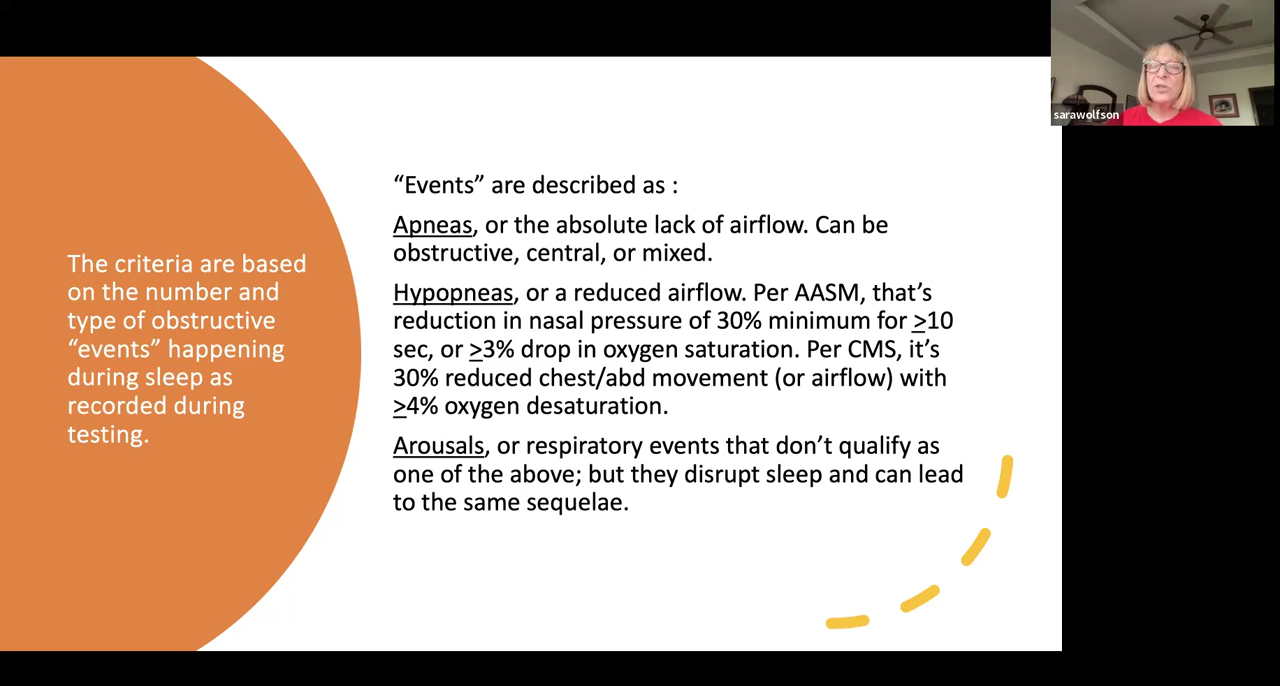 The criteria are based
on the number and
type of obstructive
“events” happening
during sleep as
recorded during
testing.
“Events” are described as :
Apneas, or the absolute lack of airflow. Can be
obstructive, central, or mixed.
Hypopneas, or a reduced airflow. Per AASM, that’s
reduction in nasal pressure of 30% minimum for >10
sec, or >3% drop in oxygen saturation. Per CMS, it’s
30% reduced chest/abd movement (or airflow) with
>4% oxygen desaturation.
Arousals, or respiratory events that don’t qualify as
one of the above; but they disrupt sleep and can lead
to the same sequelae.
sarawolfson